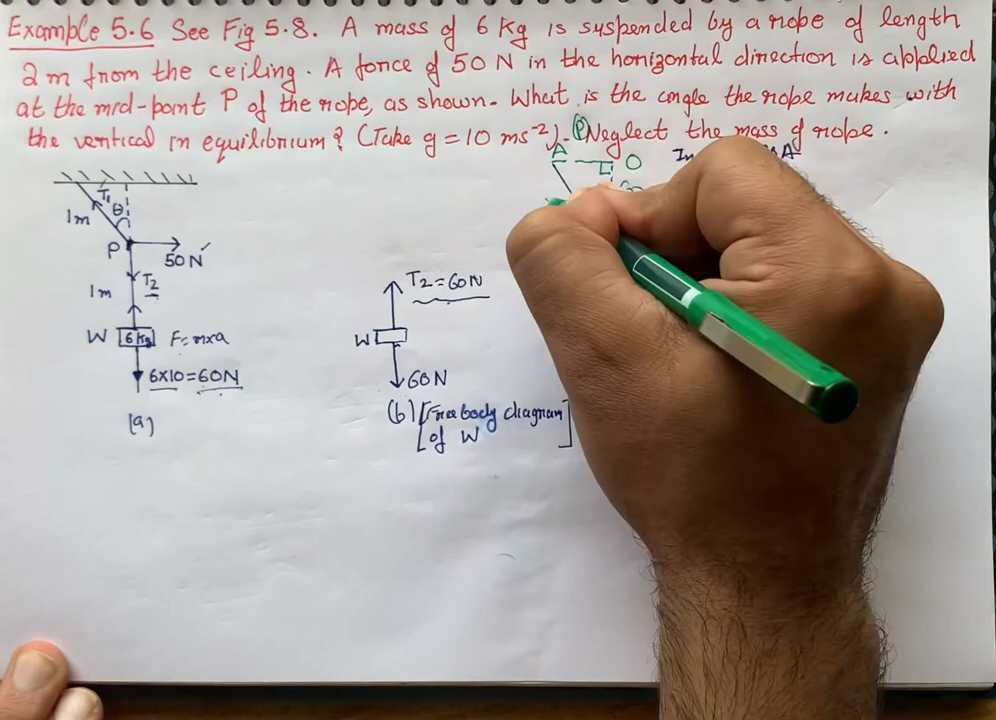 Example 5.6 See Fig 5.8. A mass of 6 Kg is suspended by a rope of length
2m from the ceiling. A force of 50 N in the horizontal direction is applied
at the mid-point P of the rope, as shown. What is the angle the rope makes with
the vertical in equilibrium? (Take g = 10 ms⁻²). Neglect the mass of rope.
A O
T₁
θ
1m
P
50 N
T₂
1m
W 6 Kg F = m×a
6×10 = 60N
(a)
T₂ = 60N
W
60N
(b) [Free body diagram
of W]